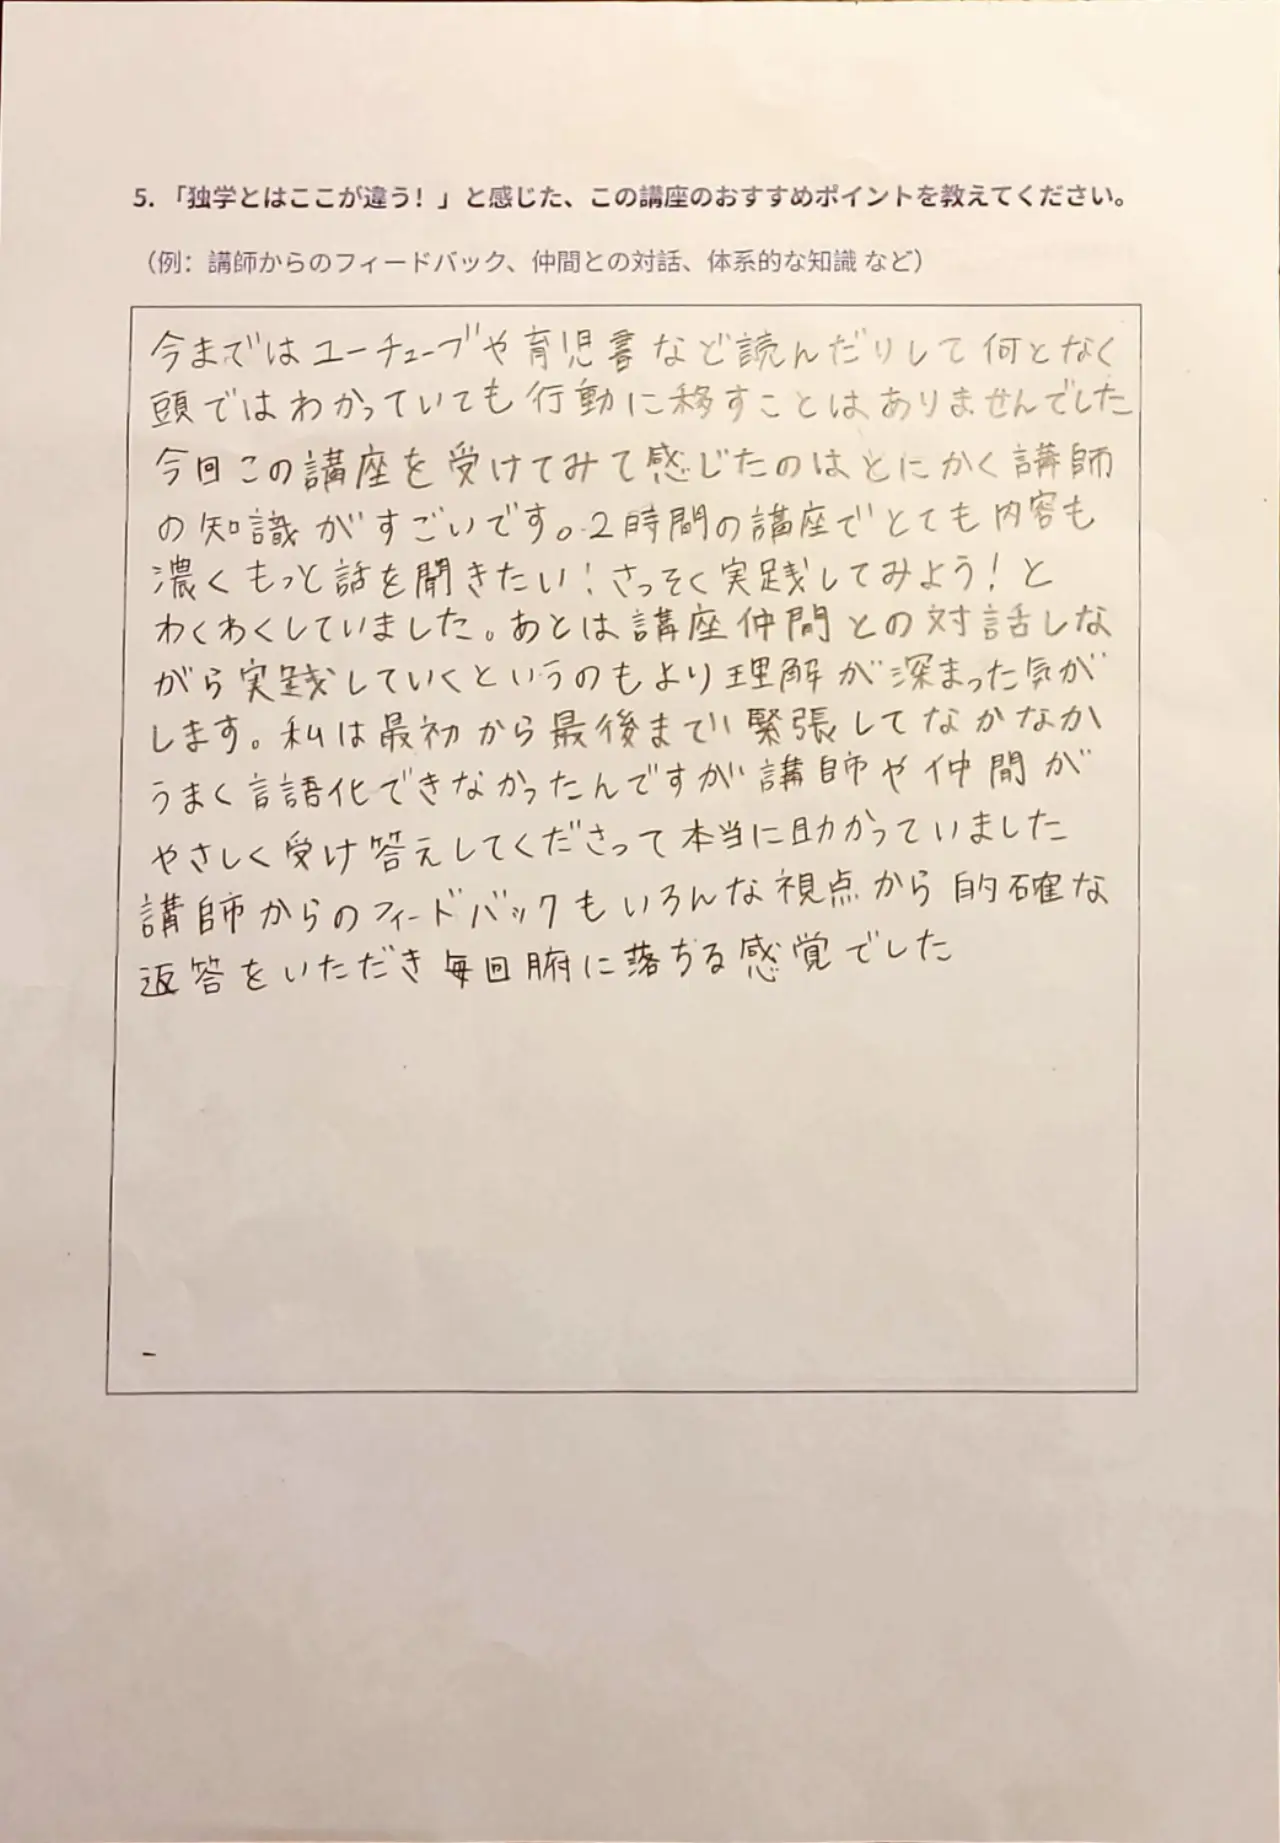 5. 「独学とはここが違う！」と感じた、この講座のおすすめポイントを教えてください。
（例：講師からのフィードバック、仲間との対話、体系的な知識 など）
今まではユーチューブや育児書など読んだりして何となく
頭ではわかっていても行動に移すことはありませんでした
今回この講座を受けてみて感じたのはとにかく講師
の知識がすごいです。2時間の講座でとても内容も
濃くもっと話を聞きたい！さっそく実践してみよう！と
わくわくしていました。あとは講座仲間との対話しな
がら実践していくというのもより理解が深まった気が
します。私は最初から最後まで緊張してなかなか
うまく言語化できなかったんですが講師や仲間が
やさしく受け答えしてくださって本当に助かっていました
講師からのフィードバックもいろんな視点から的確な
返答をいただき毎回腑に落ちる感覚でした